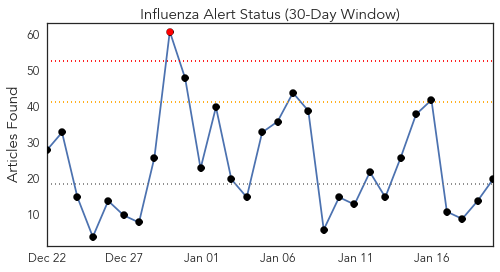 Influenza Alert Status (30-Day Window)
Articles Found
60
50
40
30
20
10
Dec 22
Dec 27
Jan 01
Jan 06
Jan 11
Jan 16